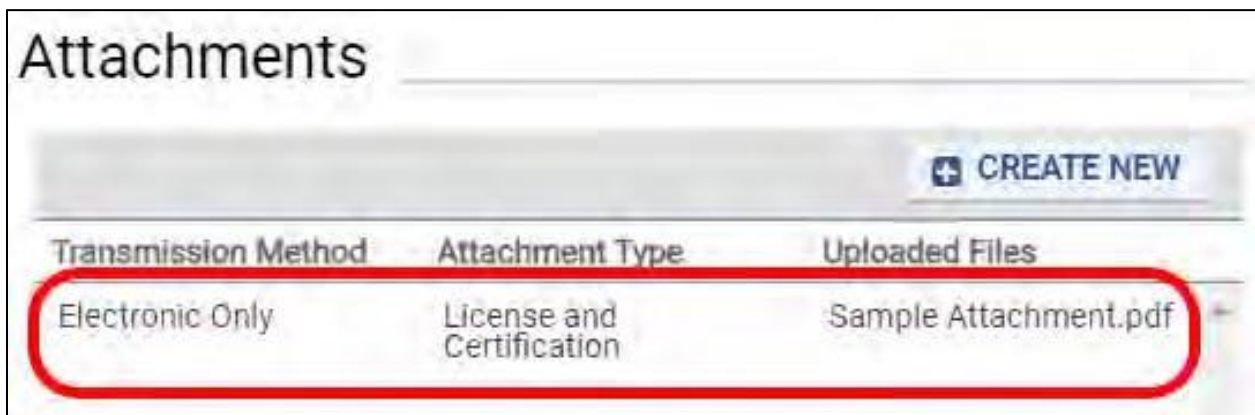 Attachments
CREATE NEW
Transmission Method Attachment Type Uploaded Files
Electronic Only License and Sample Attachment.pdf
Certification